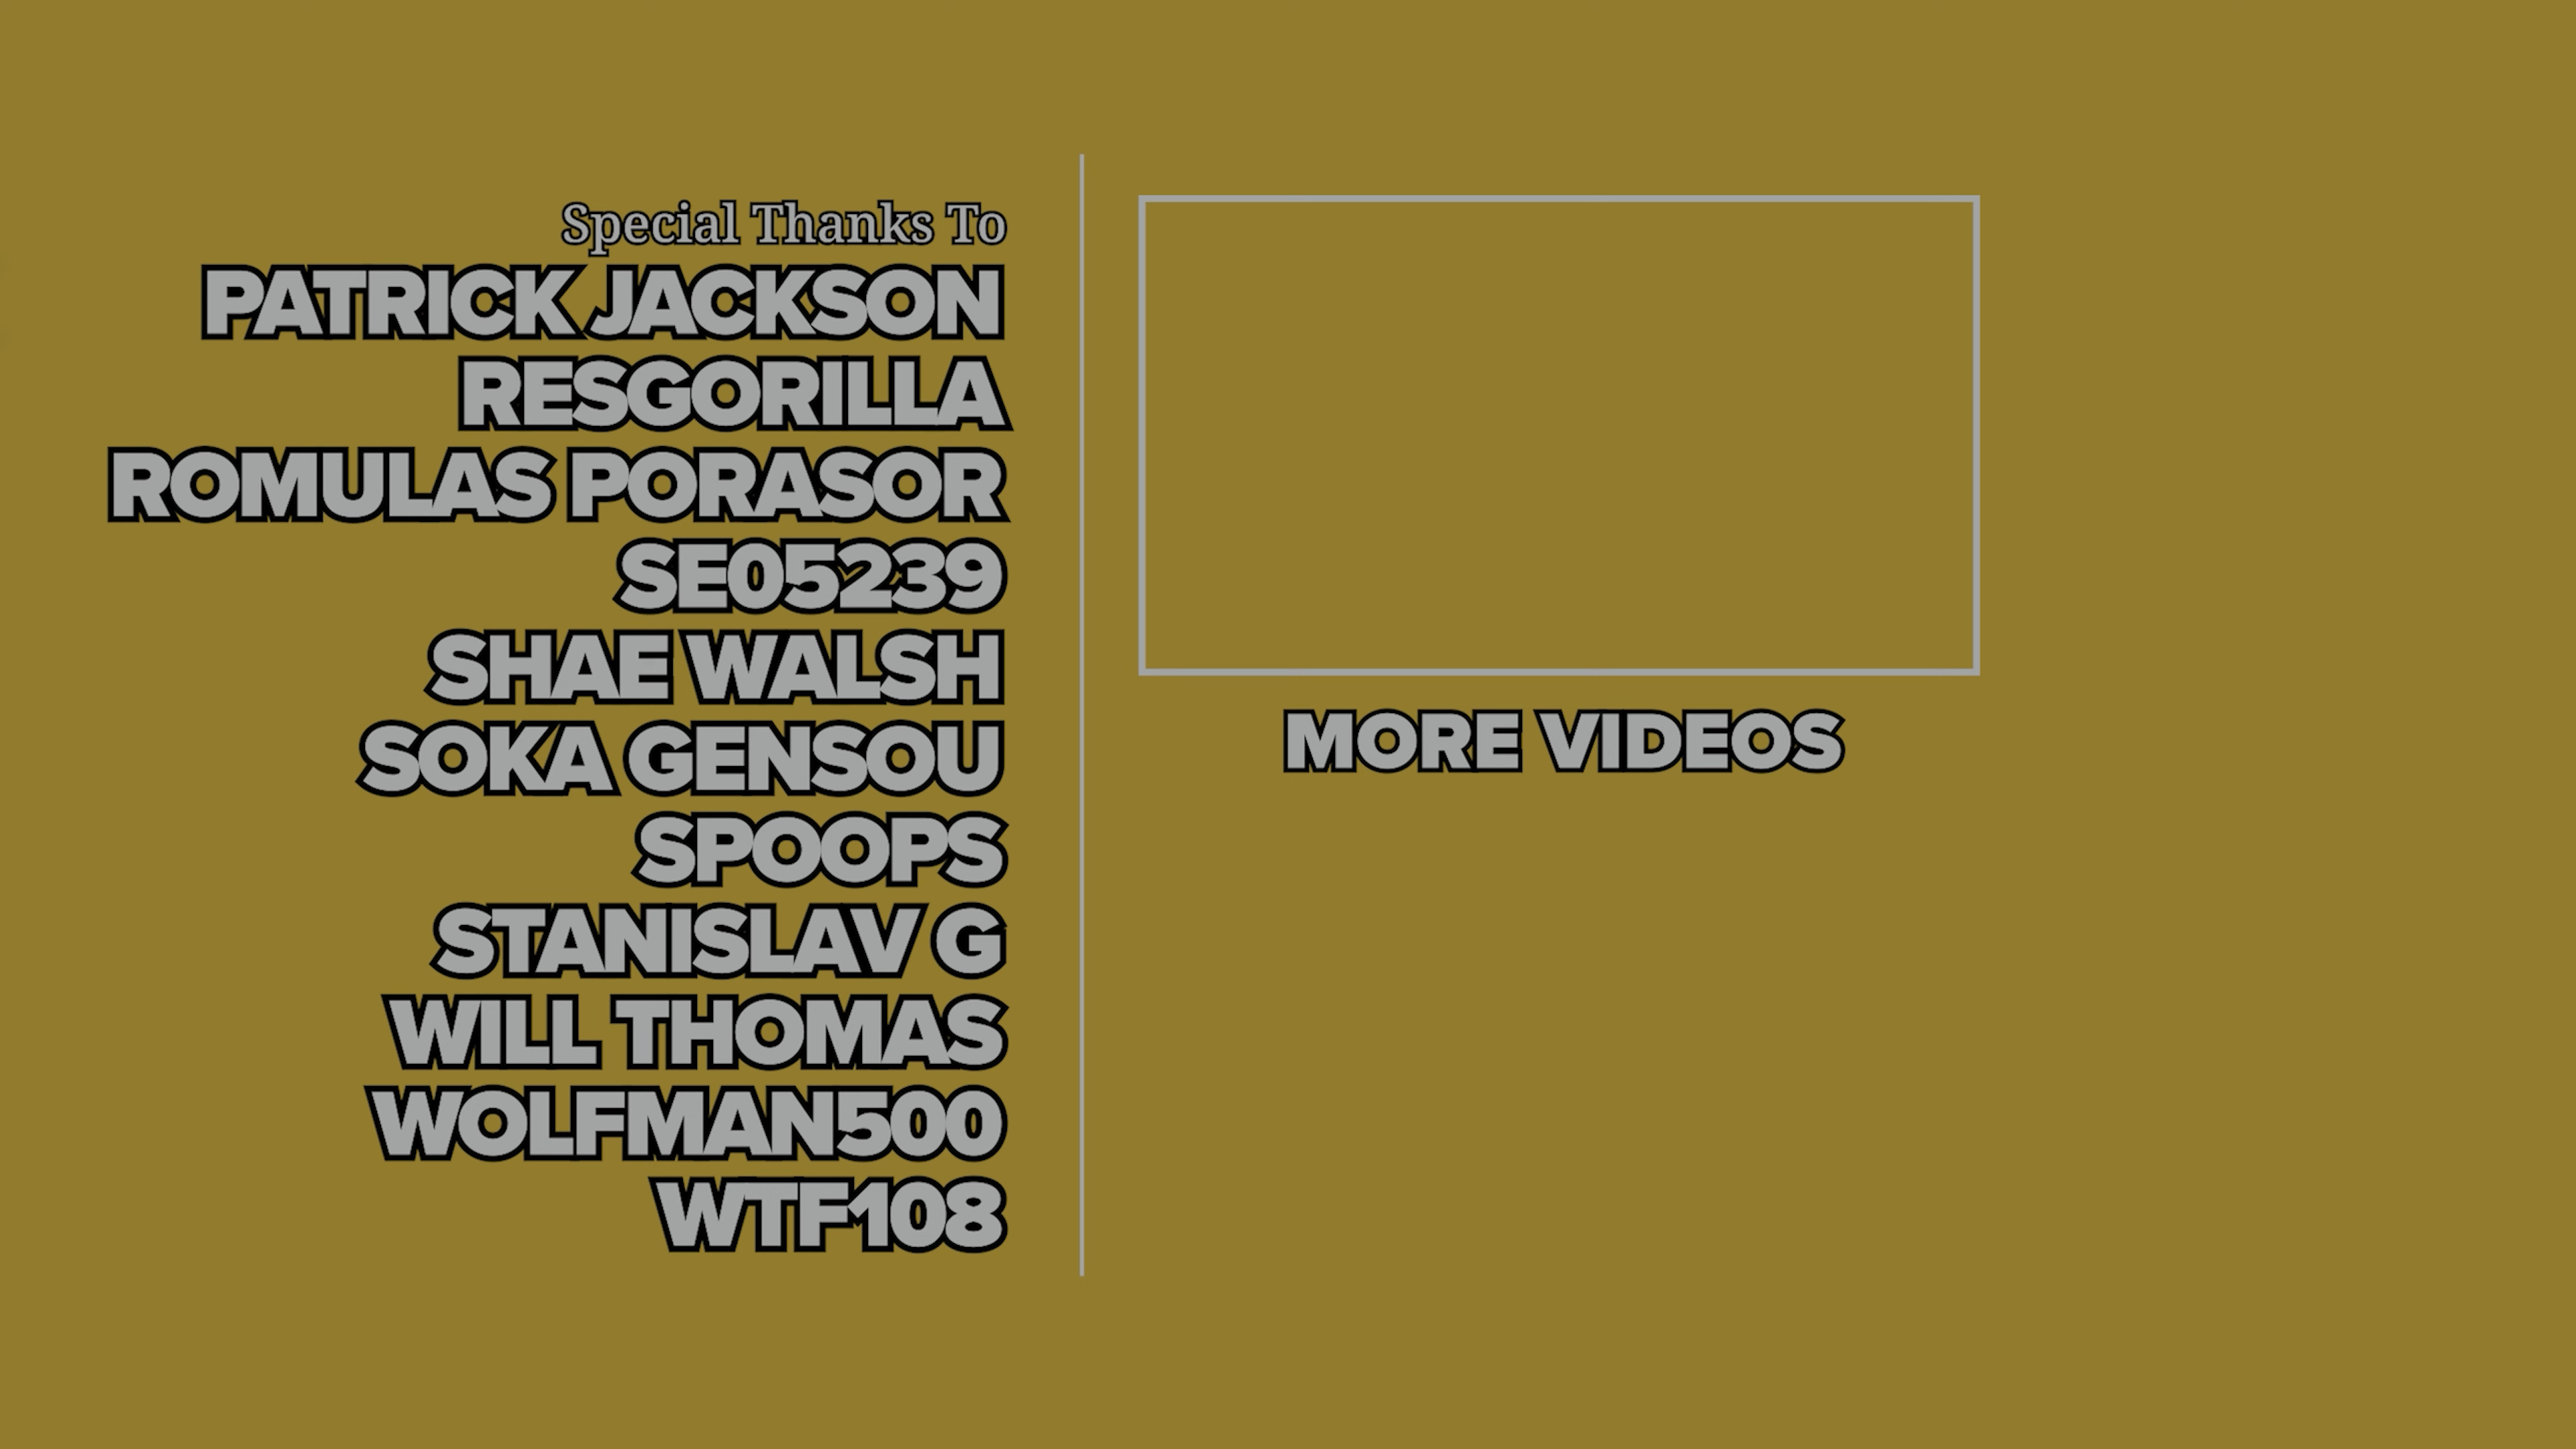 Special Thanks To
PATRICK JACKSON
RESGORILLA
ROMULAS PORASOR
SE05239
SHAE WALSH
SOKA GENSOU
SPOOPS
STANISLAV G
WILL THOMAS
WOLFMAN500
WTF108
MORE VIDEOS